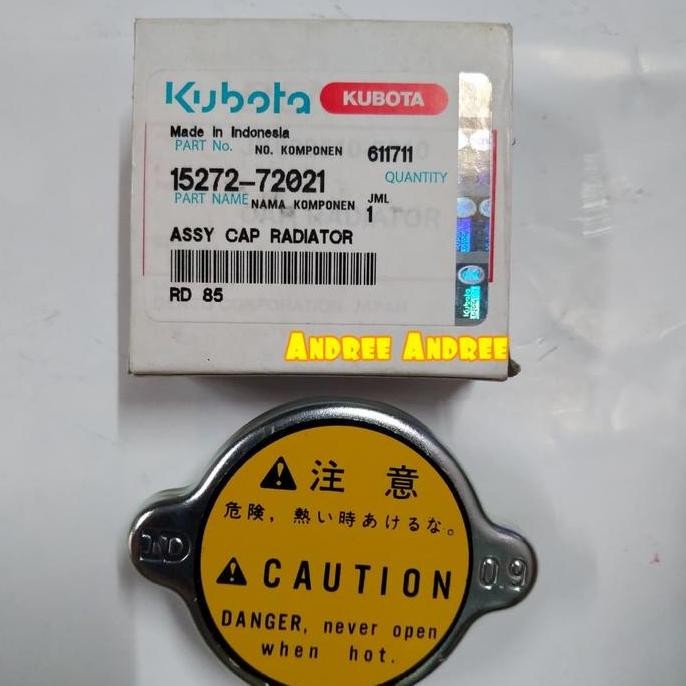 Kubota KUBOTA
Made in Indonesia
PART No. NO. KOMPONEN 611711
15272-72021 QUANTITY
PART NAME NAMA KOMPONEN JML
1
ASSY CAP RADIATOR
RD 85
Kubota
ANDREE ANDREE
注意
危険，熱い時あけるな。
CAUTION
ND 0.9
DANGER, never open
when hot.